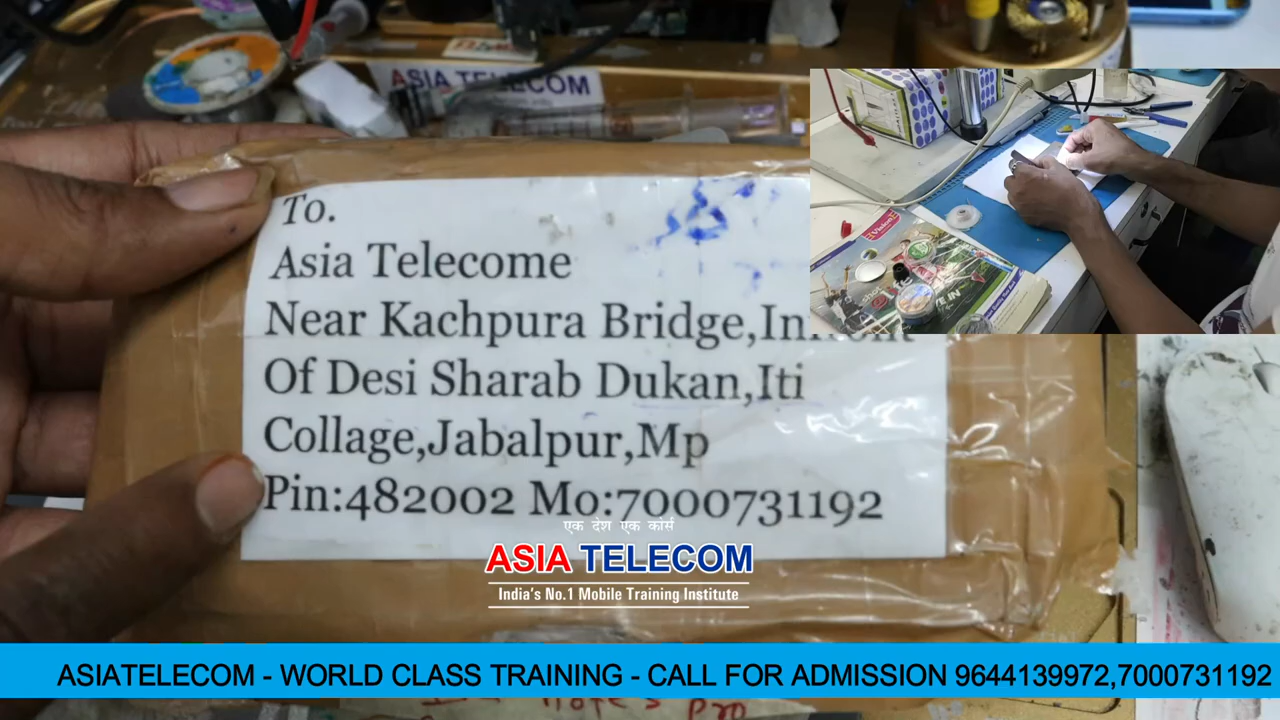 ASIA TELECOM
To.
Asia Telecome
Near Kachpura Bridge,Infront
Of Desi Sharab Dukan,Iti
Collage,Jabalpur,Mp
Pin:482002 Mo:7000731192
एक देश एक कोर्स
ASIA TELECOM
India's No.1 Mobile Training Institute
ASIATELECOM - WORLD CLASS TRAINING - CALL FOR ADMISSION 9644139972,7000731192
Vision